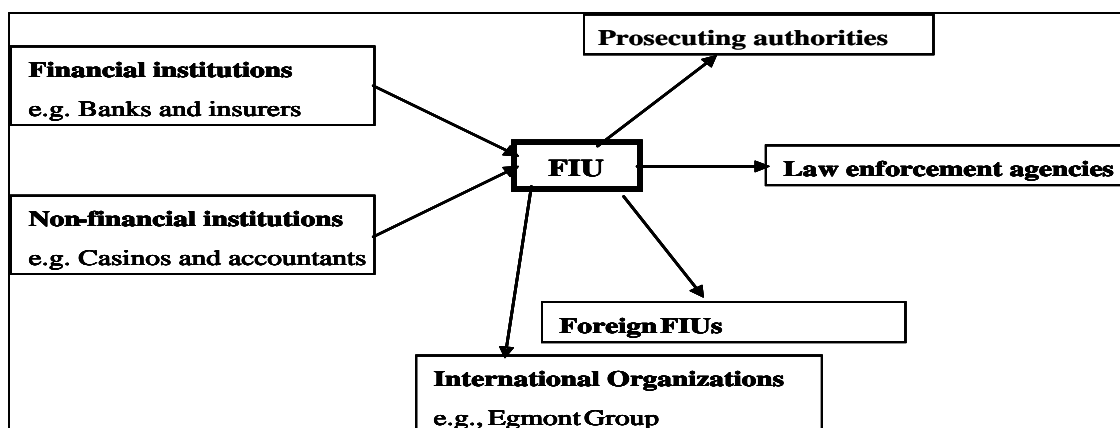 Prosecuting authorities
Financial institutions
e.g. Banks and insurers
FIU
Law enforcement agencies
Non-financial institutions
e.g. Casinos and accountants
Foreign FIUs
International Organizations
e.g., Egmont Group